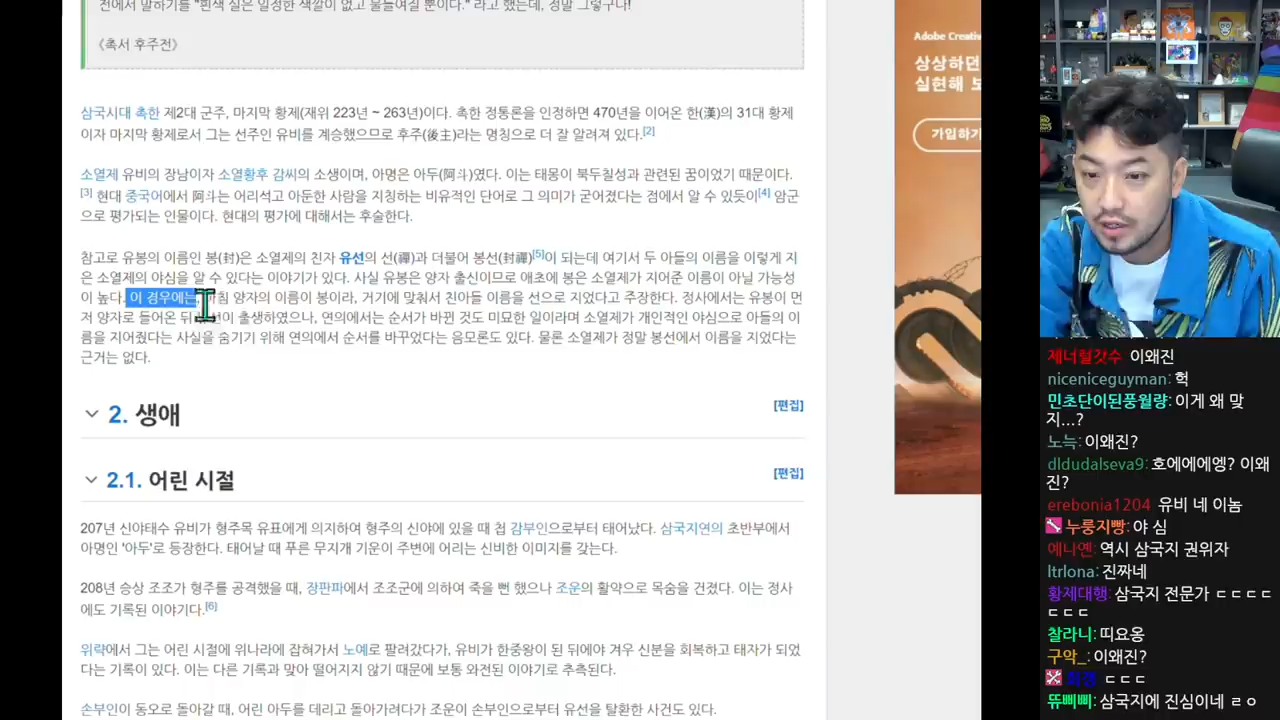 전에서 말하기를 "흰색 실은 일정한 색깔이 없고 물들여질 뿐이다." 라고 했는데, 정말 그렇구나!
《촉서 후주전》
삼국시대 촉한 제2대 군주, 마지막 황제(재위 223년 ~ 263년)이다. 촉한 정통론을 인정하면 470년을 이어온 한(漢)의 31대 황제
이자 마지막 황제로서 그는 선주인 유비를 계승했으므로 후주(後主)라는 명칭으로 더 잘 알려져 있다.[2]
소열제 유비의 장남이자 소열황후 감씨의 소생이며, 아명은 아두(阿斗)였다. 이는 태몽이 북두칠성과 관련된 꿈이었기 때문이다.
[3] 현대 중국어에서 阿斗는 어리석고 아둔한 사람을 지칭하는 비유적인 단어로 그 의미가 굳어졌다는 점에서 알 수 있듯이[4] 암군
으로 평가되는 인물이다. 현대의 평가에 대해서는 후술한다.
참고로 유봉의 이름인 봉(封)은 소열제의 친자 유선의 선(禪)과 더불어 봉선(封禪)[5]이 되는데 여기서 두 아들의 이름을 이렇게 지
은 소열제의 야심을 알 수 있다는 이야기가 있다. 사실 유봉은 양자 출신이므로 애초에 봉은 소열제가 지어준 이름이 아닐 가능성
이 높다. 이 경우에는 침 양자의 이름이 봉이라, 거기에 맞춰서 친아들 이름을 선으로 지었다고 주장한다. 정사에서는 유봉이 먼
저 양자로 들어온 뒤 이 출생하였으나, 연의에서는 순서가 바뀐 것도 미묘한 일이라며 소열제가 개인적인 야심으로 아들의 이
름을 지어줬다는 사실을 숨기기 위해 연의에서 순서를 바꾸었다는 음모론도 있다. 물론 소열제가 정말 봉선에서 이름을 지었다는
근거는 없다.
2. 생애 [편집]
2.1. 어린 시절 [편집]
207년 신야태수 유비가 형주목 유표에게 의지하며 형주의 신야에 있을 때 첩 감부인으로부터 태어났다. 삼국지연의 초반부에서
아명인 '아두'로 등장한다. 태어날 때 푸른 무지개 기운이 주변에 어리는 신비한 이미지를 갖는다.
208년 승상 조조가 형주를 공격했을 때, 장판파에서 조조군에 의하여 죽을 뻔 했으나 조운의 활약으로 목숨을 건졌다. 이는 정사
에도 기록된 이야기다.[6]
위략에서 그는 어린 시절에 위나라에 잡혀가서 노예로 팔려갔다가, 유비가 한중왕이 된 뒤에야 겨우 신분을 회복하고 태자가 되었
다는 기록이 있다. 이는 다른 기록과 맞아 떨어지지 않기 때문에 보통 와전된 이야기로 추측된다.
손부인이 동오로 돌아갈 때, 어린 아두를 데리고 가려다가 조운이 손부인으로부터 유선을 탈환한 사건도 있다.
Adobe Creativ
상상하던
실현해 보
가입하기
제너럴갓수 이왜진
niceniceguyman: 헉
민초단이된풍월량: 이게 왜 맞
지...?
노늑: 이왜진?
dldudalseva9: 호에에에엥? 이왜
진?
erebonia1204 유비 네 이놈
누룽지빵: 야 심
에니옌: 역시 삼국지 권위자
ltrlona: 진짜네
황제대행: 삼국지 전문가 ㄷㄷㄷㄷ
ㄷㄷㄷ
찰라니: 띠요옹
구악_: 이왜진?
ㄷㄷㄷ
뜌삐삐: 삼국지에 진심이네 ㄹㅇ